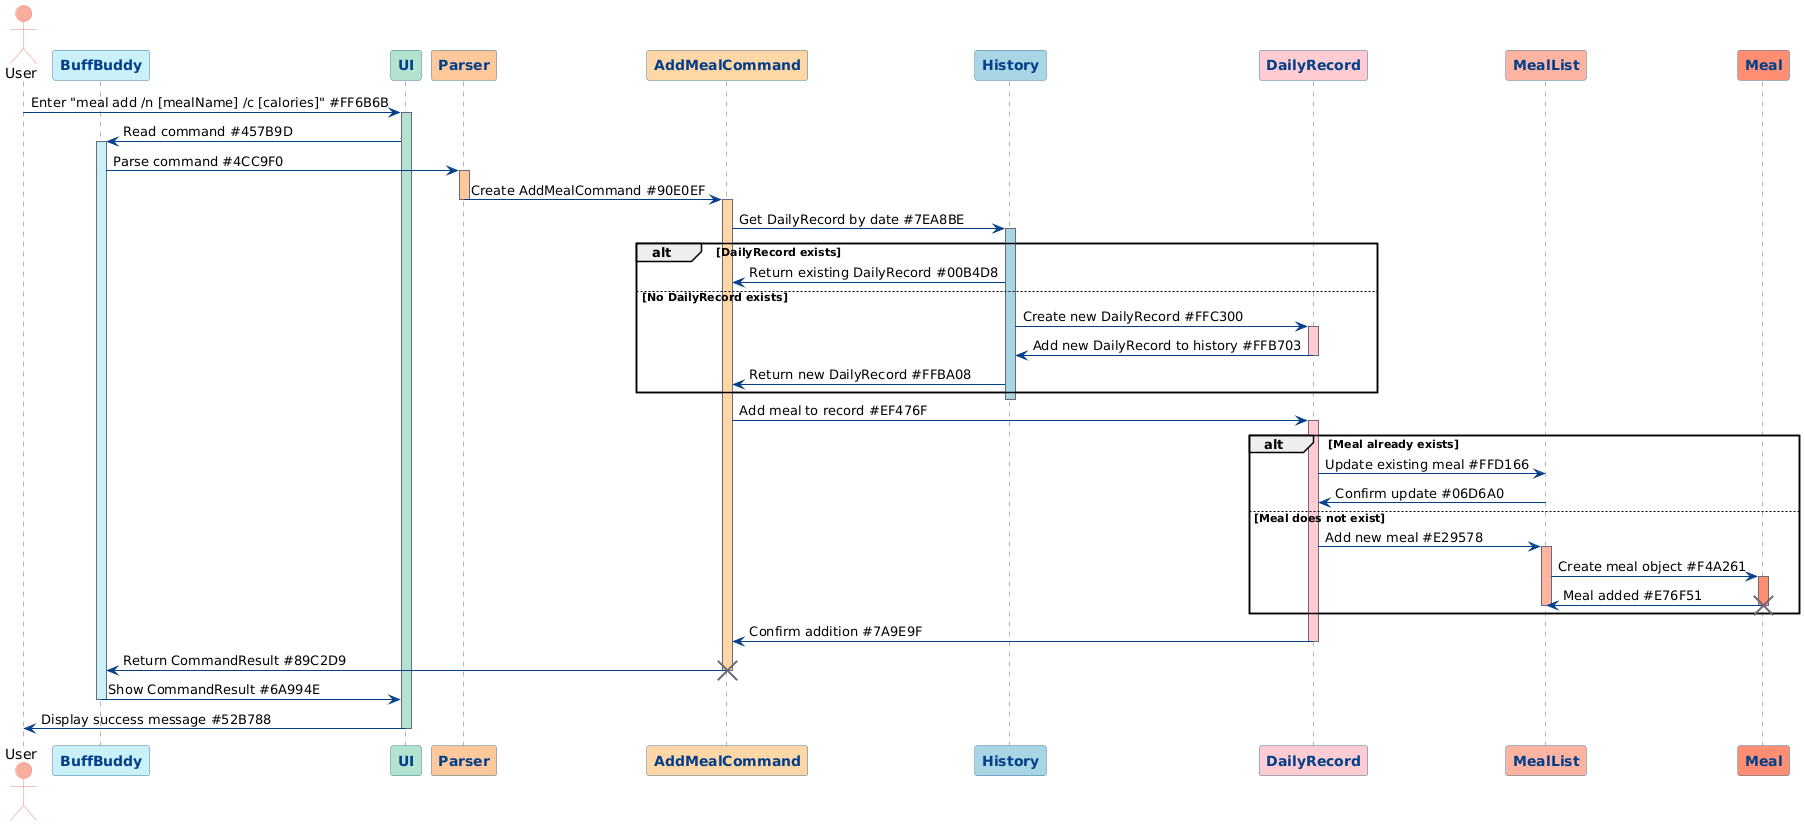 User
BuffBuddy
UI
Parser
AddMealCommand
History
DailyRecord
MealList
Meal
Enter "meal add /n [mealName] /c [calories]" #FF6B6B
Read command #457B9D
Parse command #4CC9F0
Create AddMealCommand #90E0EF
Get DailyRecord by date #7EA8BE
alt
[DailyRecord exists]
Return existing DailyRecord #00B4D8
[No DailyRecord exists]
Create new DailyRecord #FFC300
Add new DailyRecord to history #FFB703
Return new DailyRecord #FFBA08
Add meal to record #EF476F
alt
[Meal already exists]
Update existing meal #FFD166
Confirm update #06D6A0
[Meal does not exist]
Add new meal #E29578
Create meal object #F4A261
Meal added #E76F51
Confirm addition #7A9E9F
Return CommandResult #89C2D9
Show CommandResult #6A994E
Display success message #52B788
User
BuffBuddy
UI
Parser
AddMealCommand
History
DailyRecord
MealList
Meal